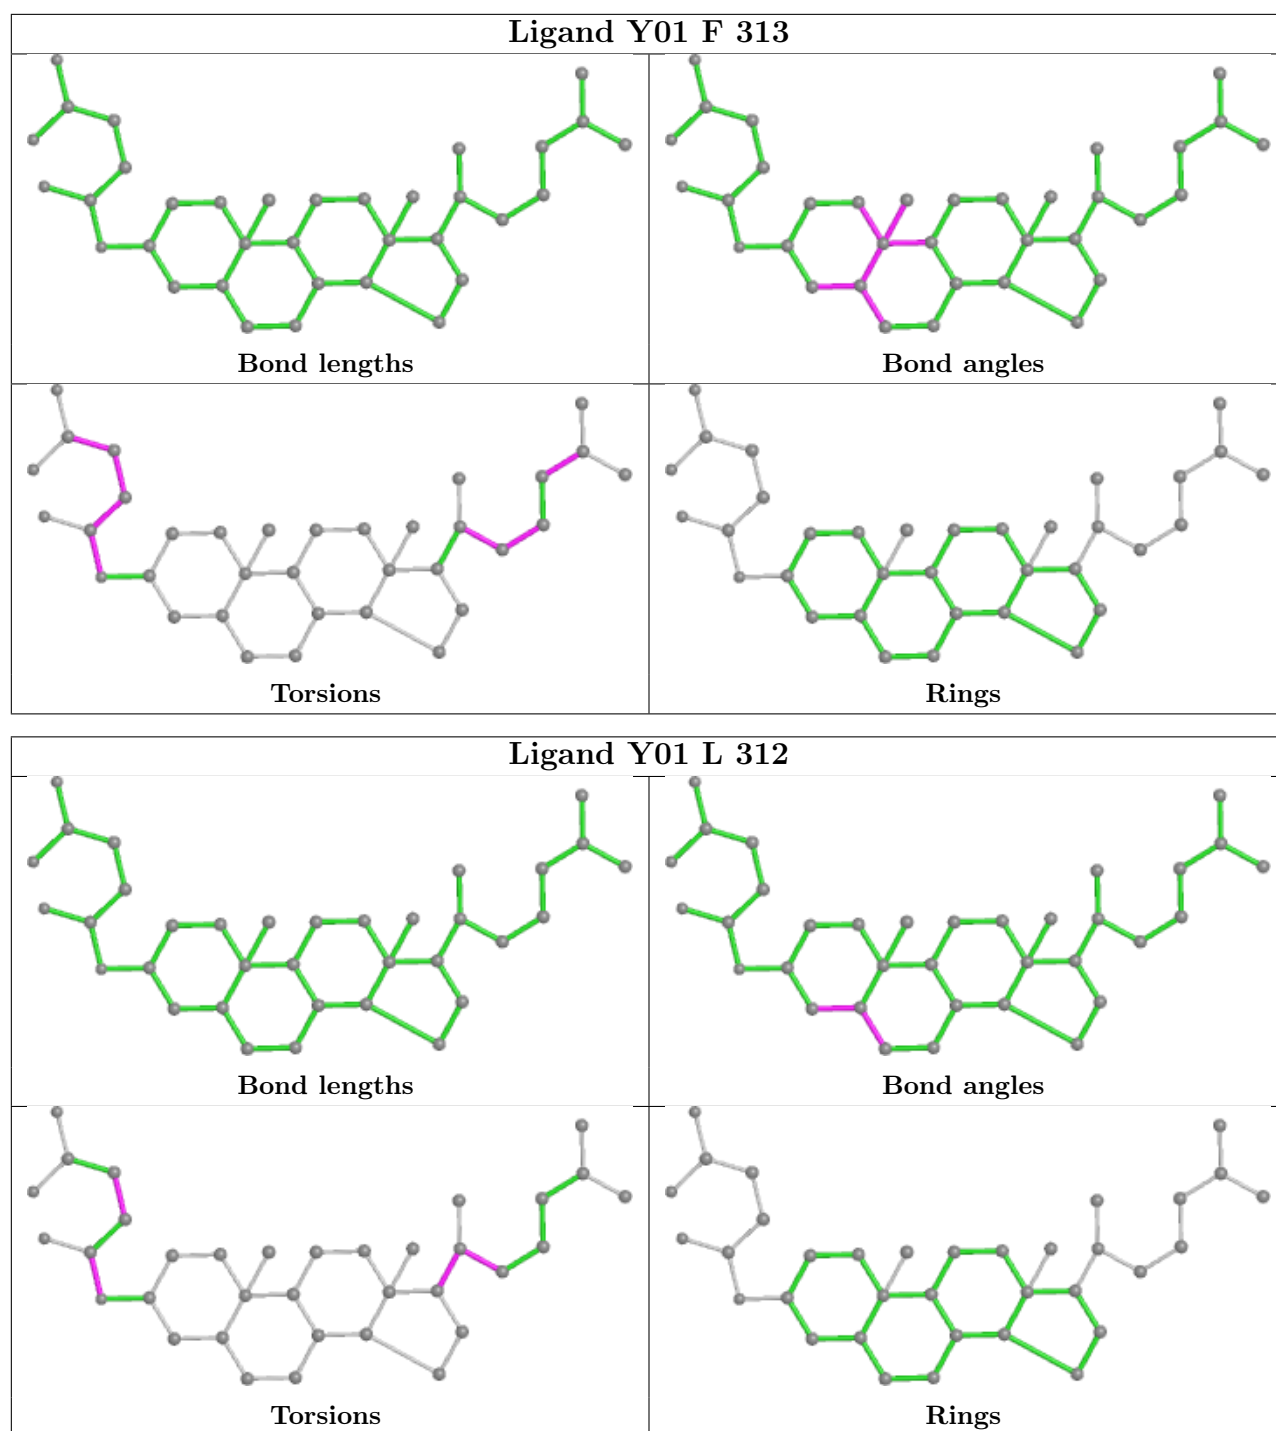 Ligand Y01 F 313
Bond lengths
Bond angles
Torsions
Rings
Ligand Y01 L 312
Bond lengths
Bond angles
Torsions
Rings